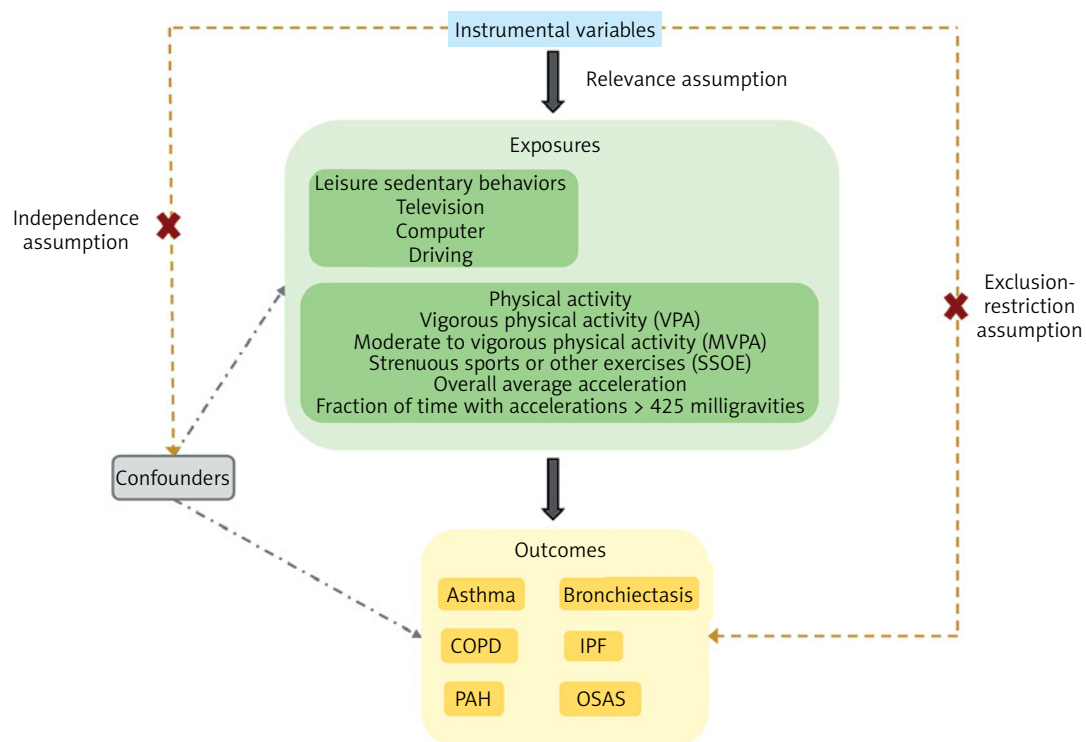 Instrumental variables
Relevance assumption
Exposures
Leisure sedentary behaviors
Television
Computer
Driving
Independence
assumption
Exclusion-
restriction
assumption
Physical activity
Vigorous physical activity (VPA)
Moderate to vigorous physical activity (MVPA)
Strenuous sports or other exercises (SSOE)
Overall average acceleration
Fraction of time with accelerations > 425 milligravities
Confounders
Outcomes
Asthma
Bronchiectasis
COPD
IPF
PAH
OSAS